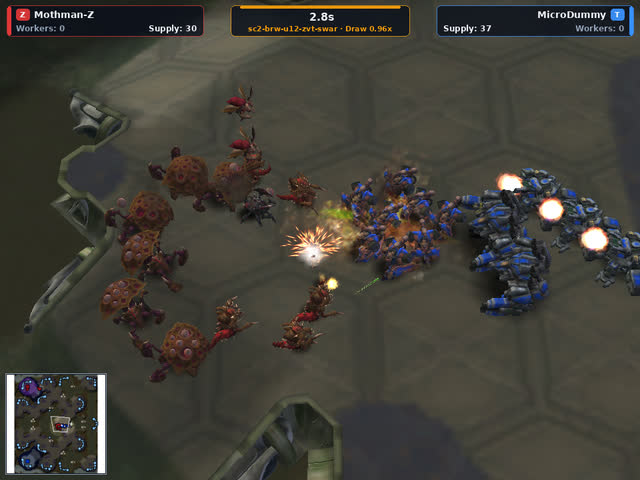 Z Mothman-Z
Workers: 0 Supply: 30
2.8s
sc2-brw-u12-zvt-swar · Draw 0.96x
MicroDummy T
Supply: 37 Workers: 0